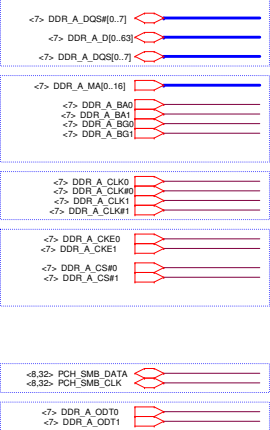 <7> DDR_A_DQS#[0..7]
<7> DDR_A_D[0..63]
<7> DDR_A_DQS[0..7]
<7> DDR_A_MA[0..16]
<7> DDR_A_BA0
<7> DDR_A_BA1
<7> DDR_A_BG0
<7> DDR_A_BG1
<7> DDR_A_CLK0
<7> DDR_A_CLK#0
<7> DDR_A_CLK1
<7> DDR_A_CLK#1
<7> DDR_A_CKE0
<7> DDR_A_CKE1
<7> DDR_A_CS#0
<7> DDR_A_CS#1
<8,32> PCH_SMB_DATA
<8,32> PCH_SMB_CLK
<7> DDR_A_ODT0
<7> DDR_A_ODT1